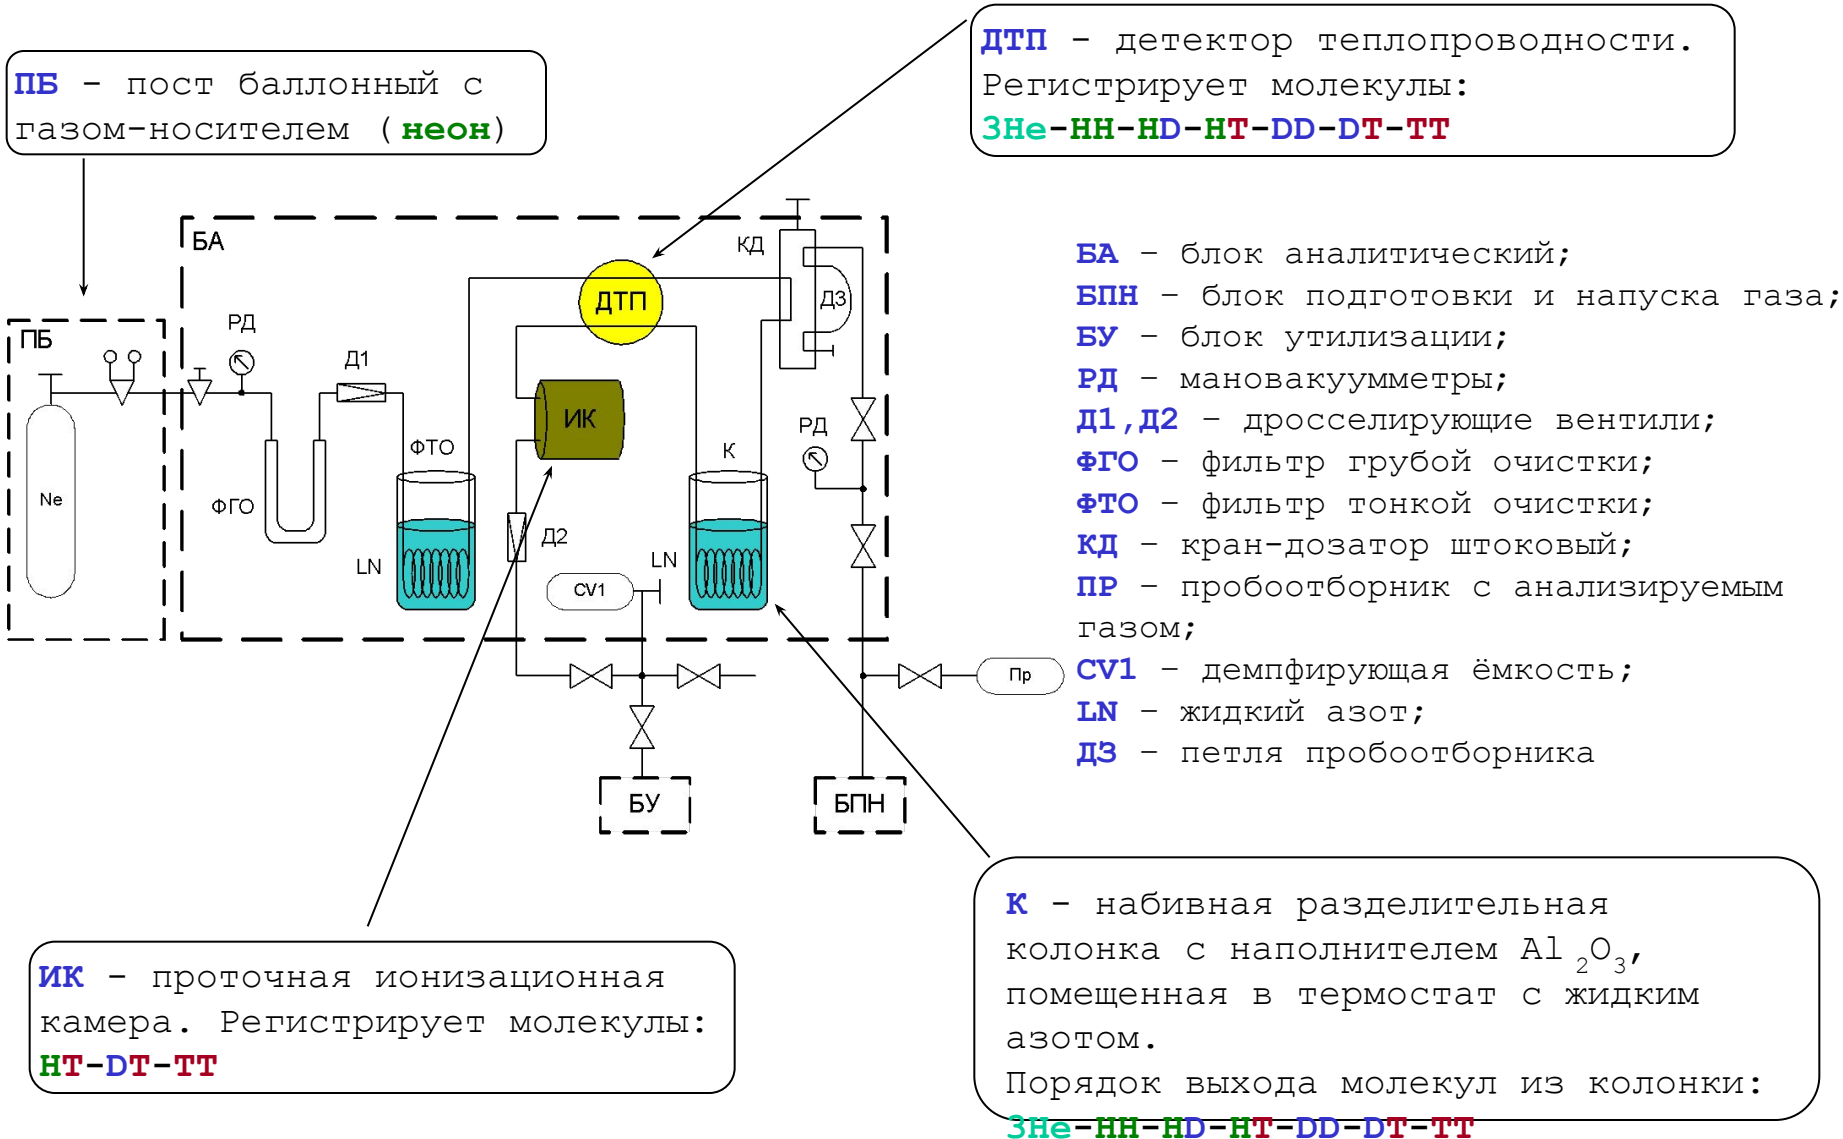 ПБ – пост баллонный с
газом-носителем (неон)
ДТП – детектор теплопроводности.
Регистрирует молекулы:
3He-HH-HD-HT-DD-DT-TT
БА
КД
ДТП
ДЗ
РД
ПБ
Д1
ИК
РД
ФТО
К
Ne
ФГО
Д2
LN
LN
CV1
Пр
БУ
БПН
БА – блок аналитический;
БПН – блок подготовки и напуска газа;
БУ – блок утилизации;
РД – мановакуумметры;
Д1,Д2 – дросселирующие вентили;
ФГО – фильтр грубой очистки;
ФТО – фильтр тонкой очистки;
КД – кран-дозатор штоковый;
ПР – пробоотборник с анализируемым
газом;
CV1 – демпфирующая ёмкость;
LN – жидкий азот;
ДЗ – петля пробоотборника
ИК – проточная ионизационная
камера. Регистрирует молекулы:
HT-DT-TT
К – набивная разделительная
колонка с наполнителем Al₂O₃,
помещенная в термостат с жидким
азотом.
Порядок выхода молекул из колонки:
3He-HH-HD-HT-DD-DT-TT